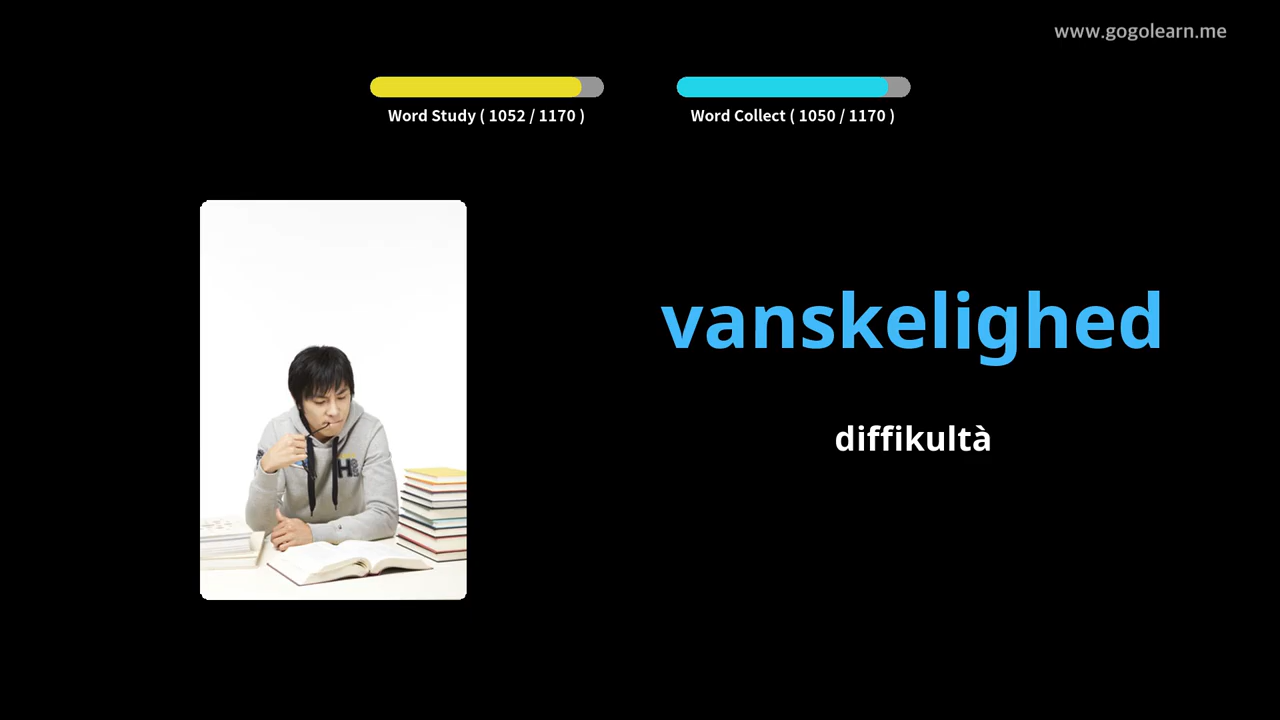 www.gogolearn.me
Word Study ( 1052 / 1170 )
Word Collect ( 1050 / 1170 )
vanskelighed
diffikultà
H